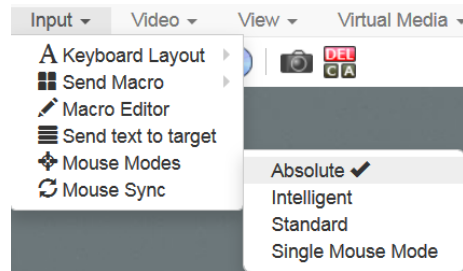 Input Video View Virtual Media
A Keyboard Layout
Send Macro
Macro Editor
Send text to target
Mouse Modes
Mouse Sync
DEL
C A
Absolute
Intelligent
Standard
Single Mouse Mode